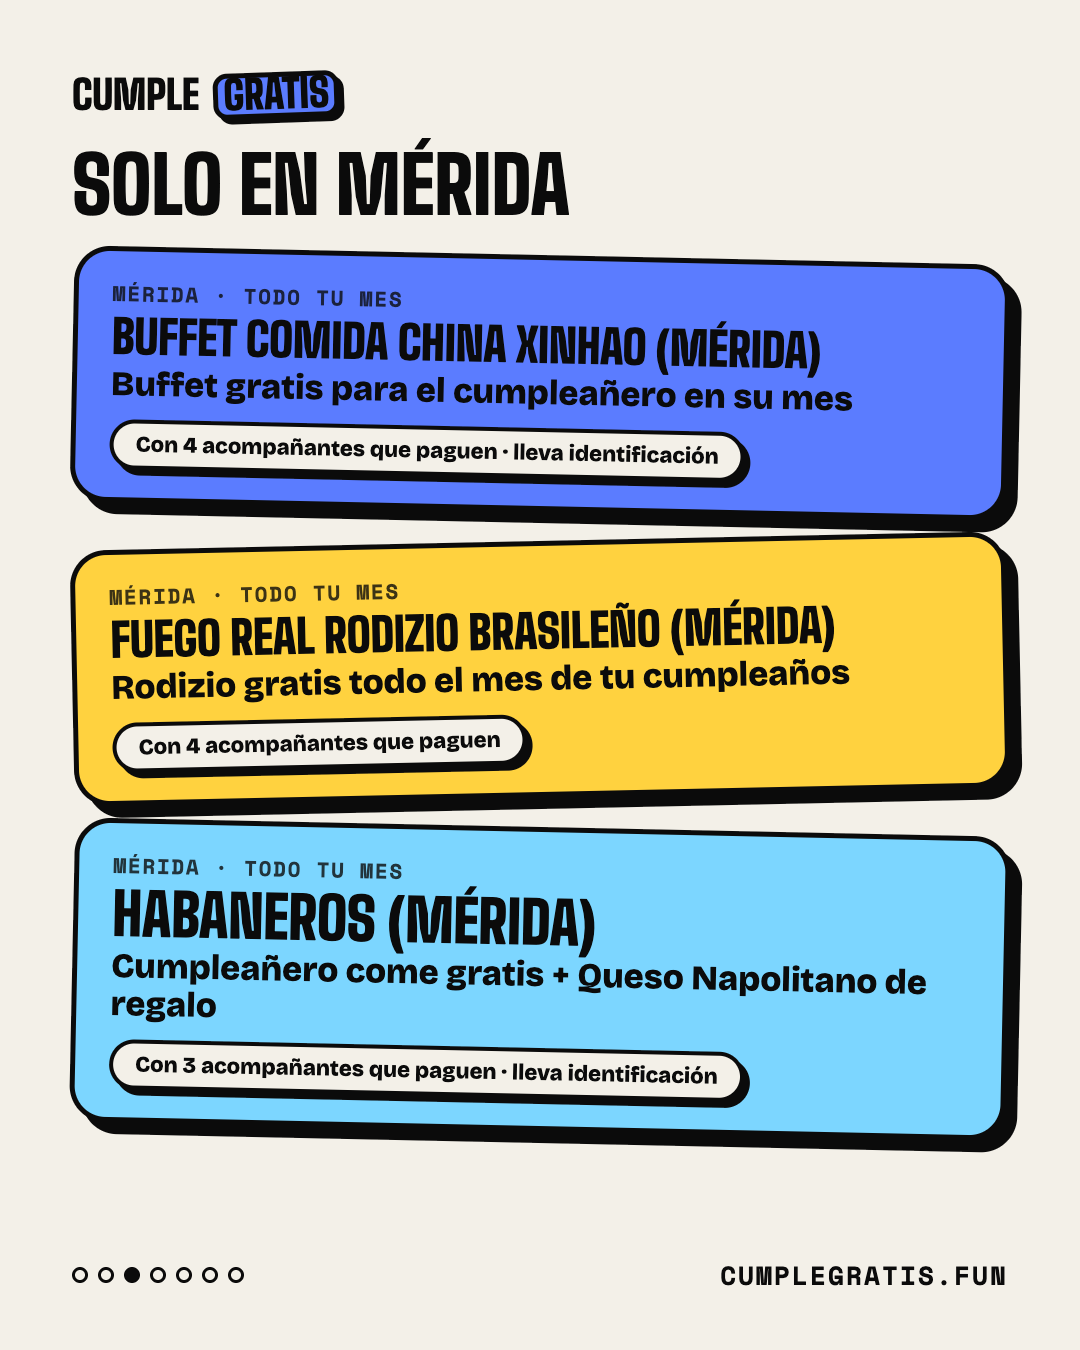 CUMPLE GRATIS
SOLO EN MÉRIDA
MÉRIDA · TODO TU MES
BUFFET COMIDA CHINA XINHAO (MÉRIDA)
Buffet gratis para el cumpleañero en su mes
Con 4 acompañantes que paguen · lleva identificación
MÉRIDA · TODO TU MES
FUEGO REAL RODIZIO BRASILEÑO (MÉRIDA)
Rodizio gratis todo el mes de tu cumpleaños
Con 4 acompañantes que paguen
MÉRIDA · TODO TU MES
HABANEROS (MÉRIDA)
Cumpleañero come gratis + Queso Napolitano de
regalo
Con 3 acompañantes que paguen · lleva identificación
CUMPLEGRATIS.FUN